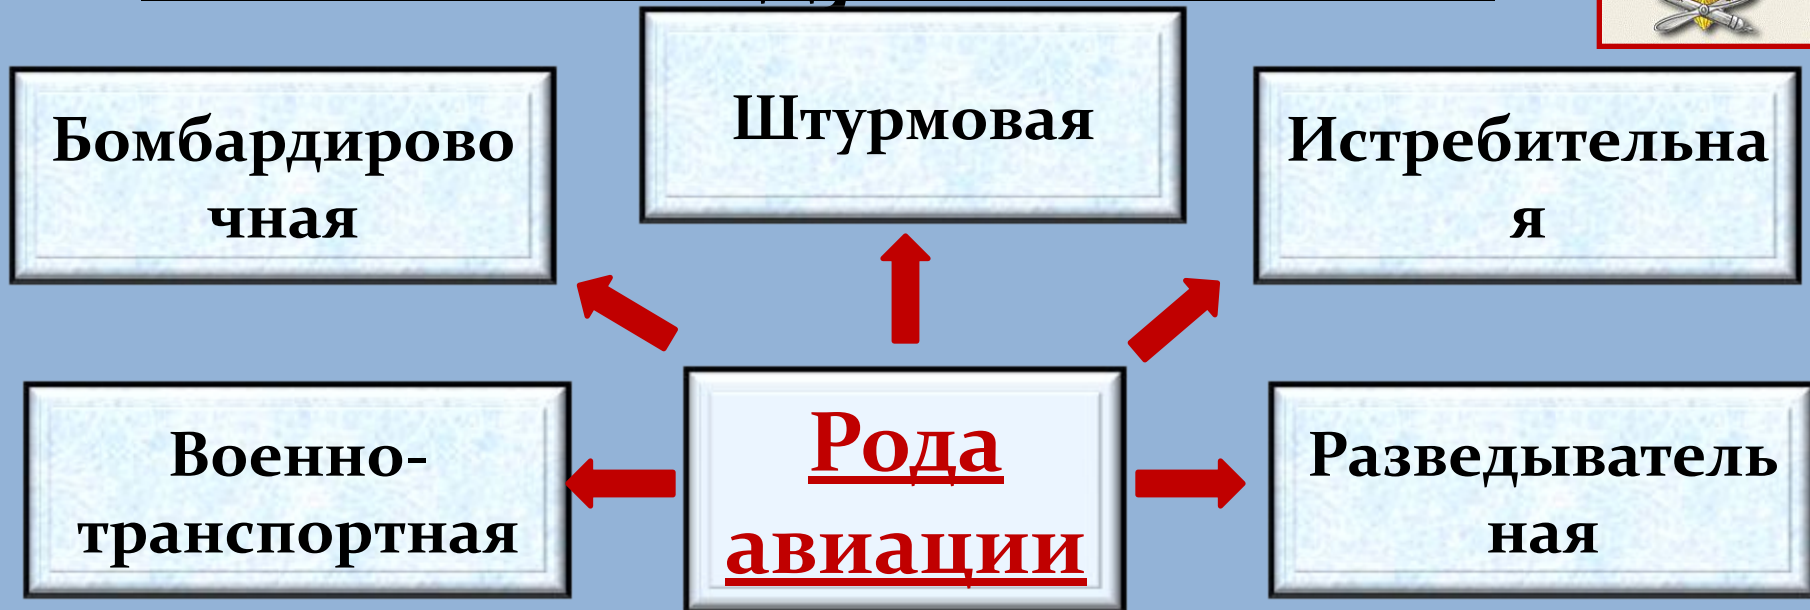 Штурмовая
Бомбардирово
чная
Истребительна
я
Военно-
транспортная
Рода
авиации
Разведыватель
ная